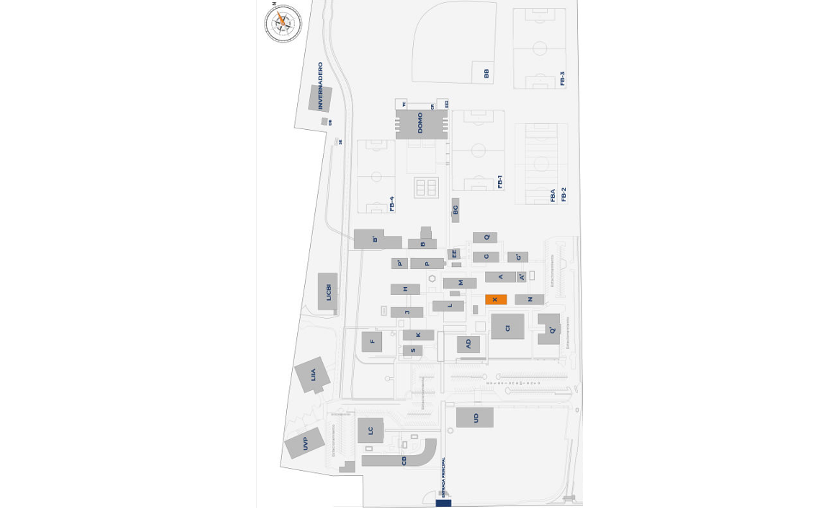 N
INVERNADERO
BB
FB-3
DOMO
FB-4
FB-1
FBA
FB-2
BG
B'
B
EE
Q
G
G'
P'
P
A
A'
LICBI
H
M
X
N
J
L
CI
Q'
F
K
S
AD
LIIA
UD
UVP
LC
CB
ENTRADA PRINCIPAL